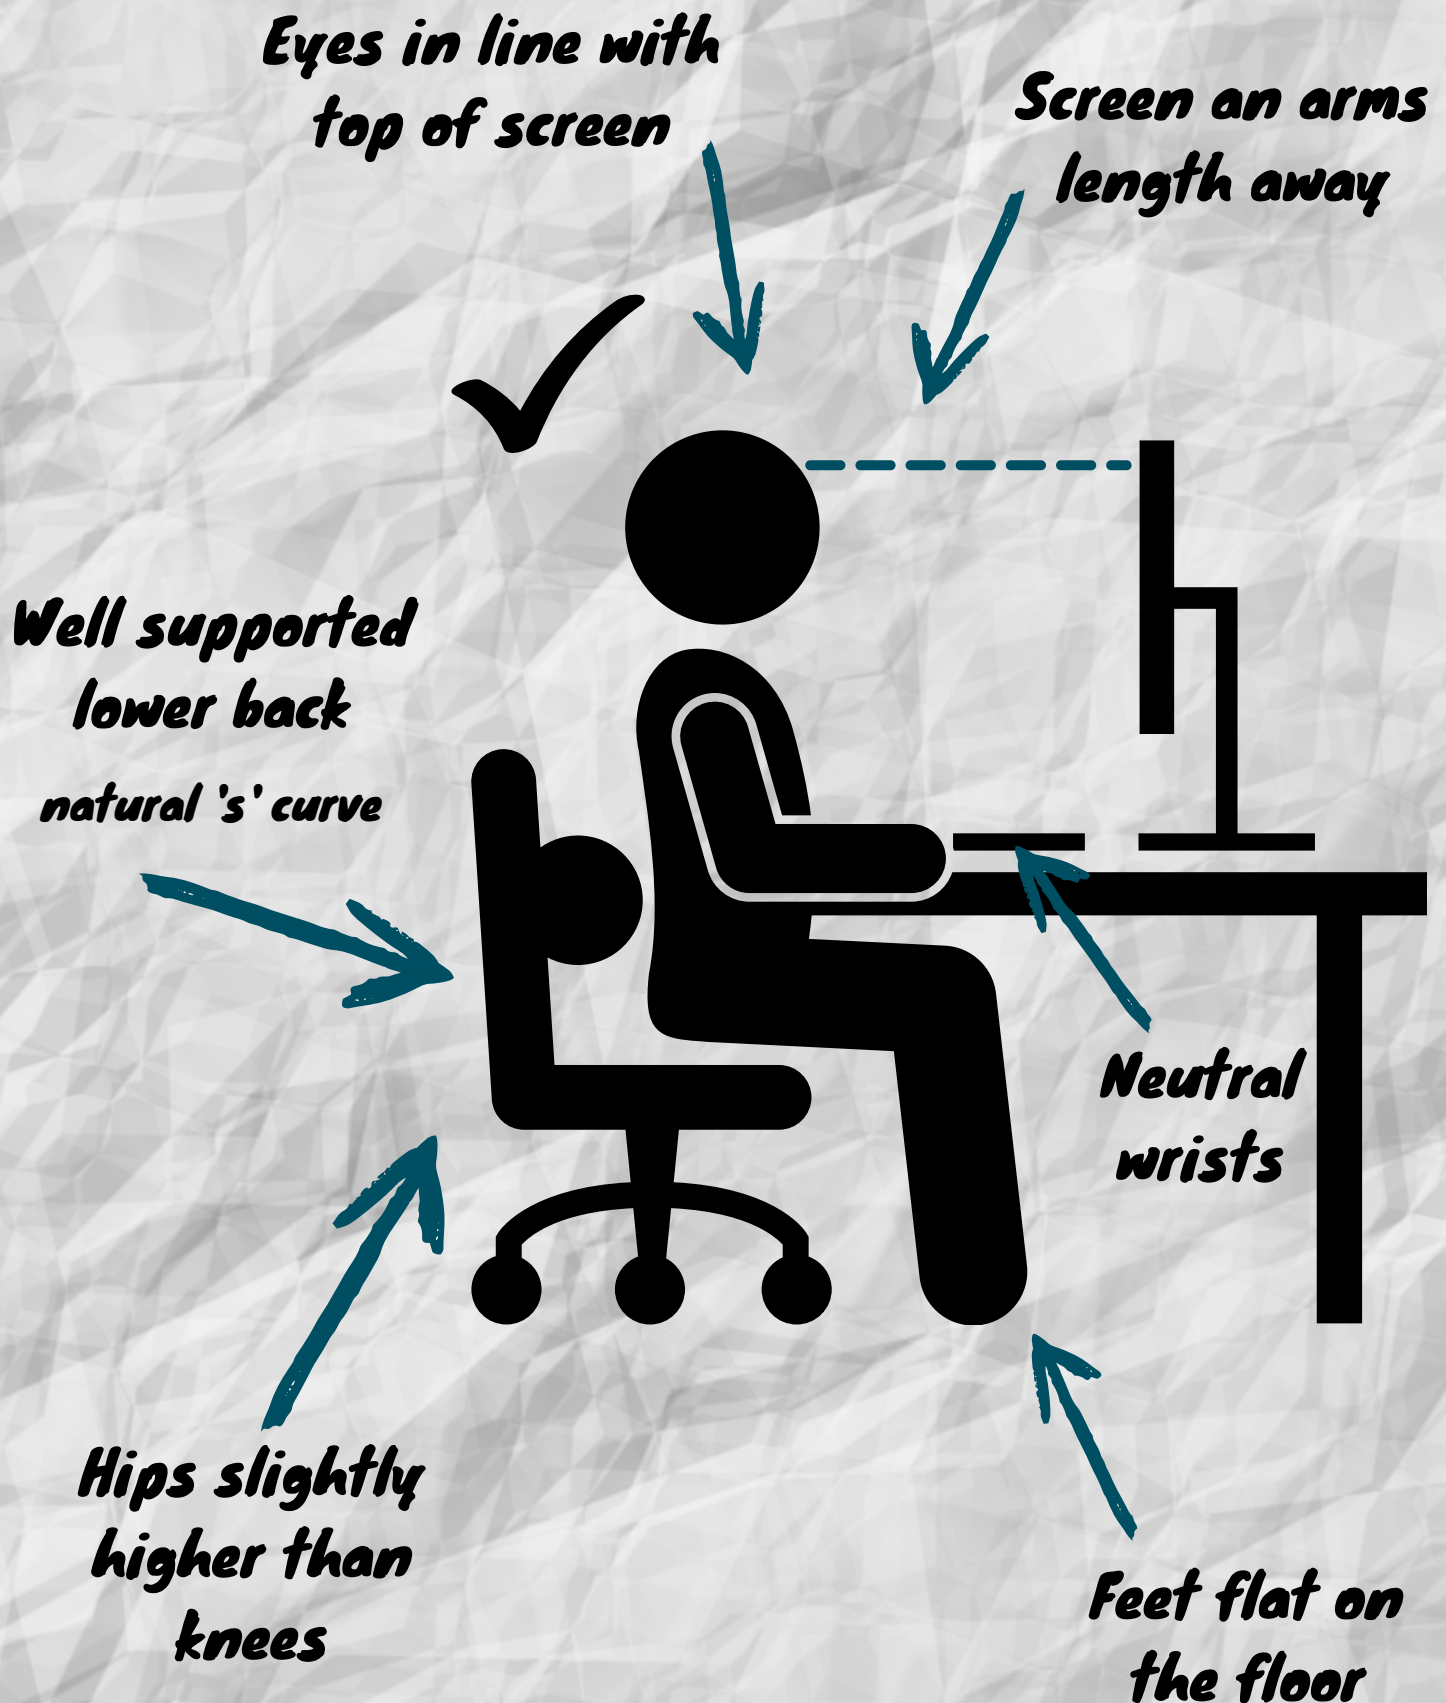 Eyes in line with
top of screen
Screen an arms
length away
Well supported
lower back
natural 's' curve
Neutral
wrists
Hips slightly
higher than
knees
Feet flat on
the floor